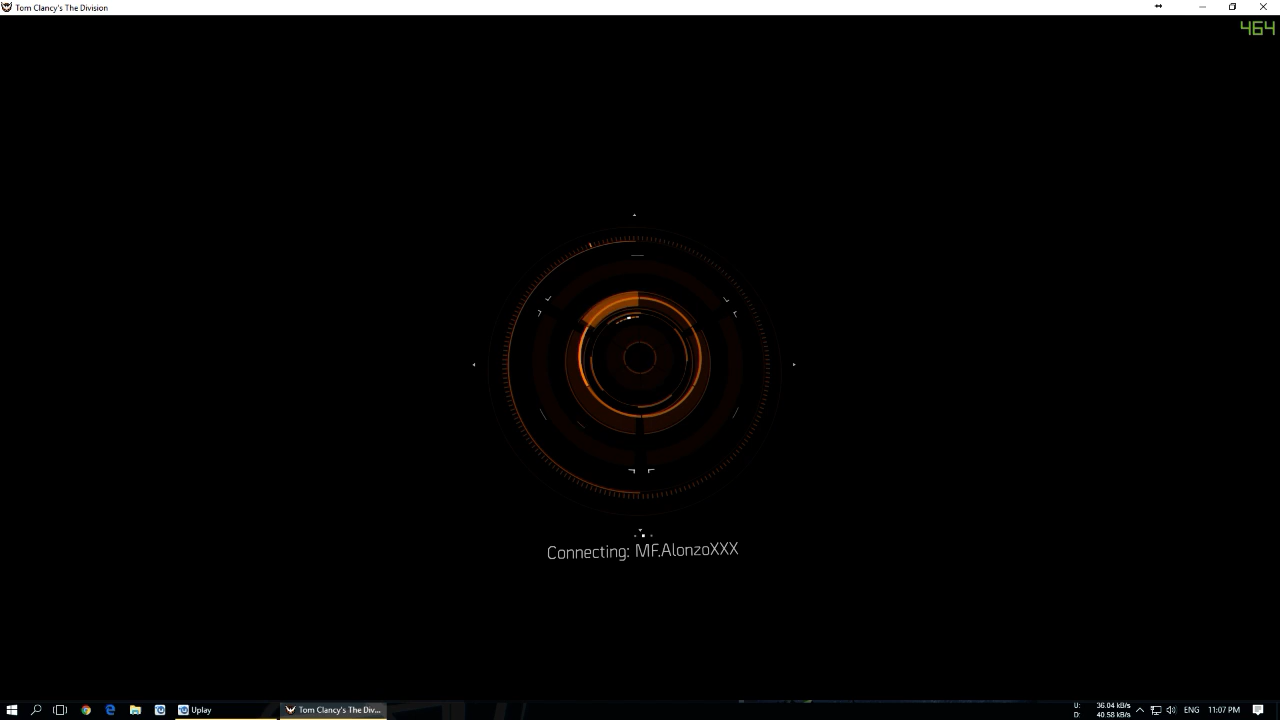 Tom Clancy's The Division
464
Connecting: MF.AlonzoXXX
Uplay
Tom Clancy's The Div...
U: 36.04 kB/s
D: 40.58 kB/s
ENG
11:07 PM